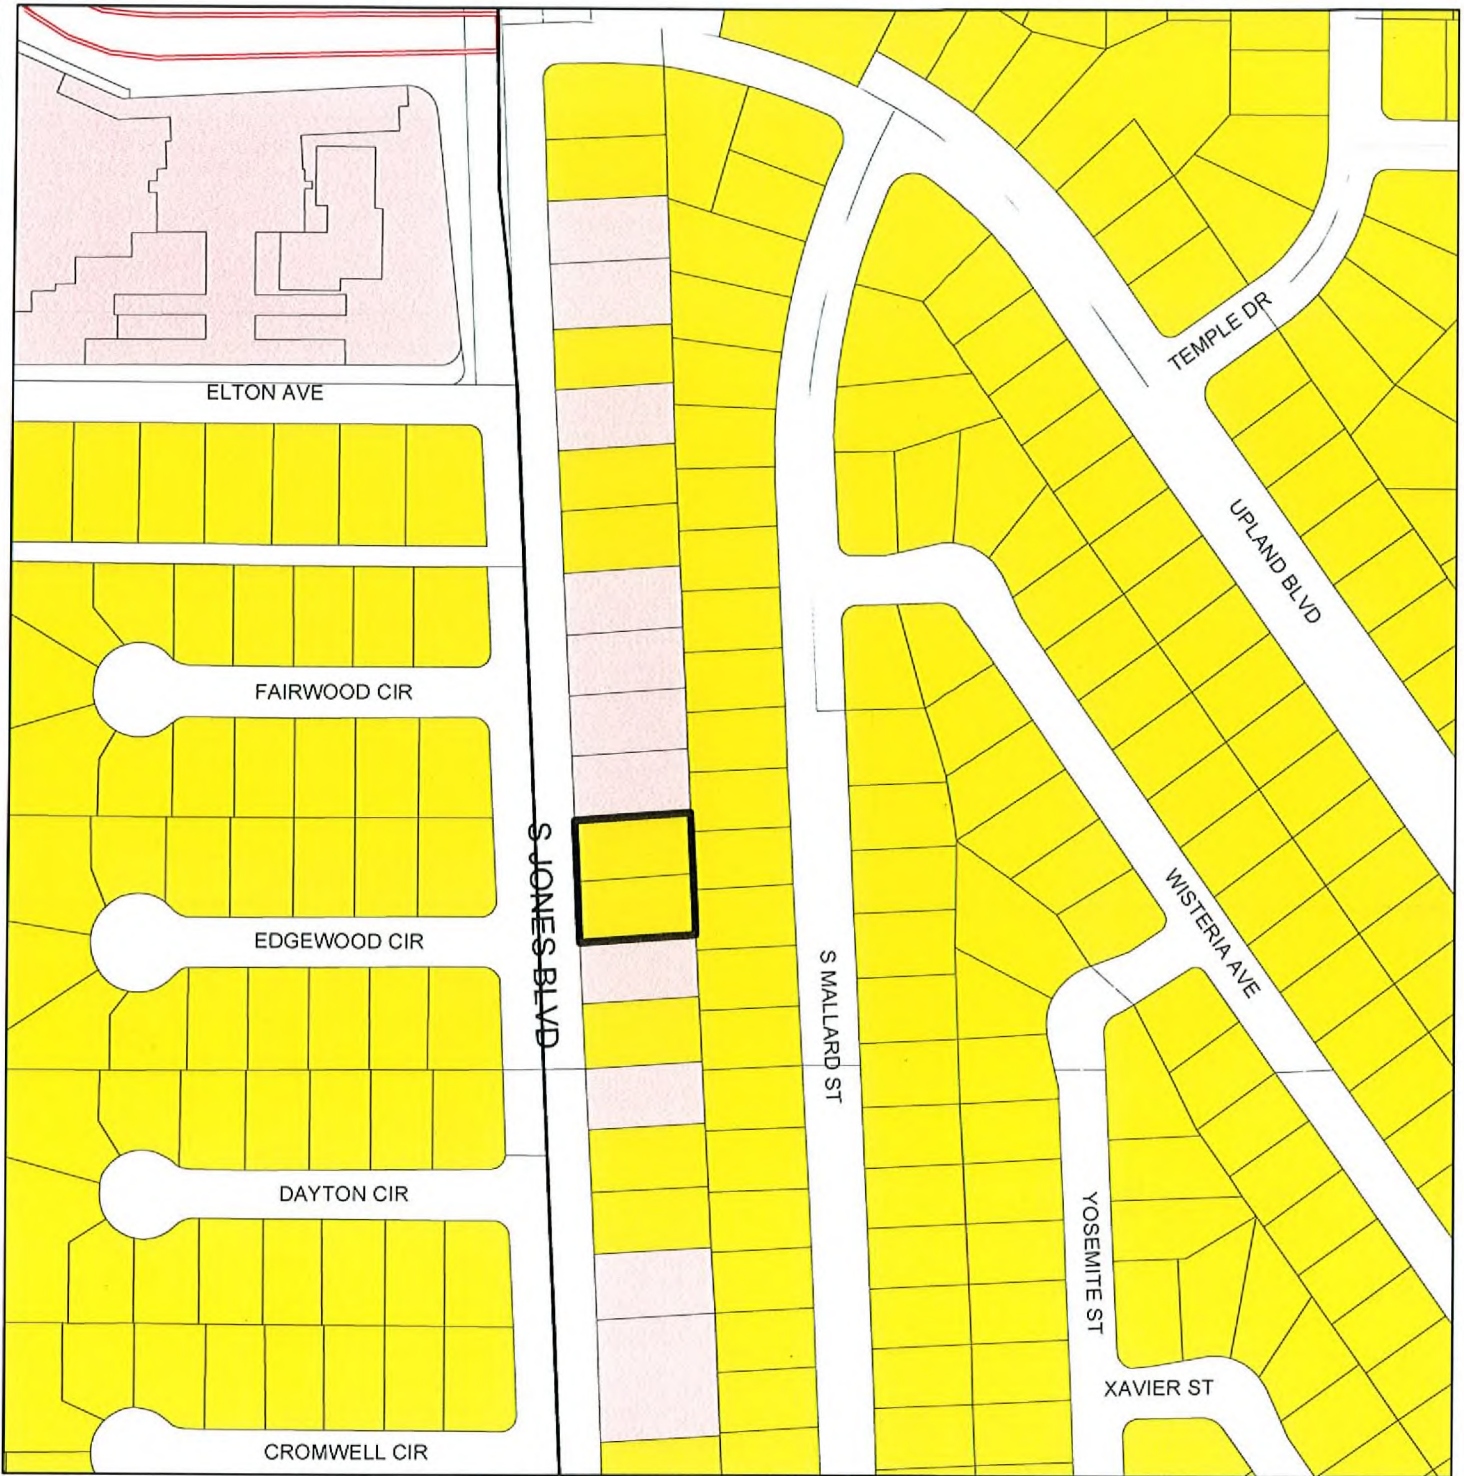 TEMPLE DR
ELTON AVE
UPLAND BLVD
FAIRWOOD CIR
S JONES BLVD
WISTERIA AVE
EDGEWOOD CIR
S MALLARD ST
DAYTON CIR
YOSEMITE ST
XAVIER ST
CROMWELL CIR